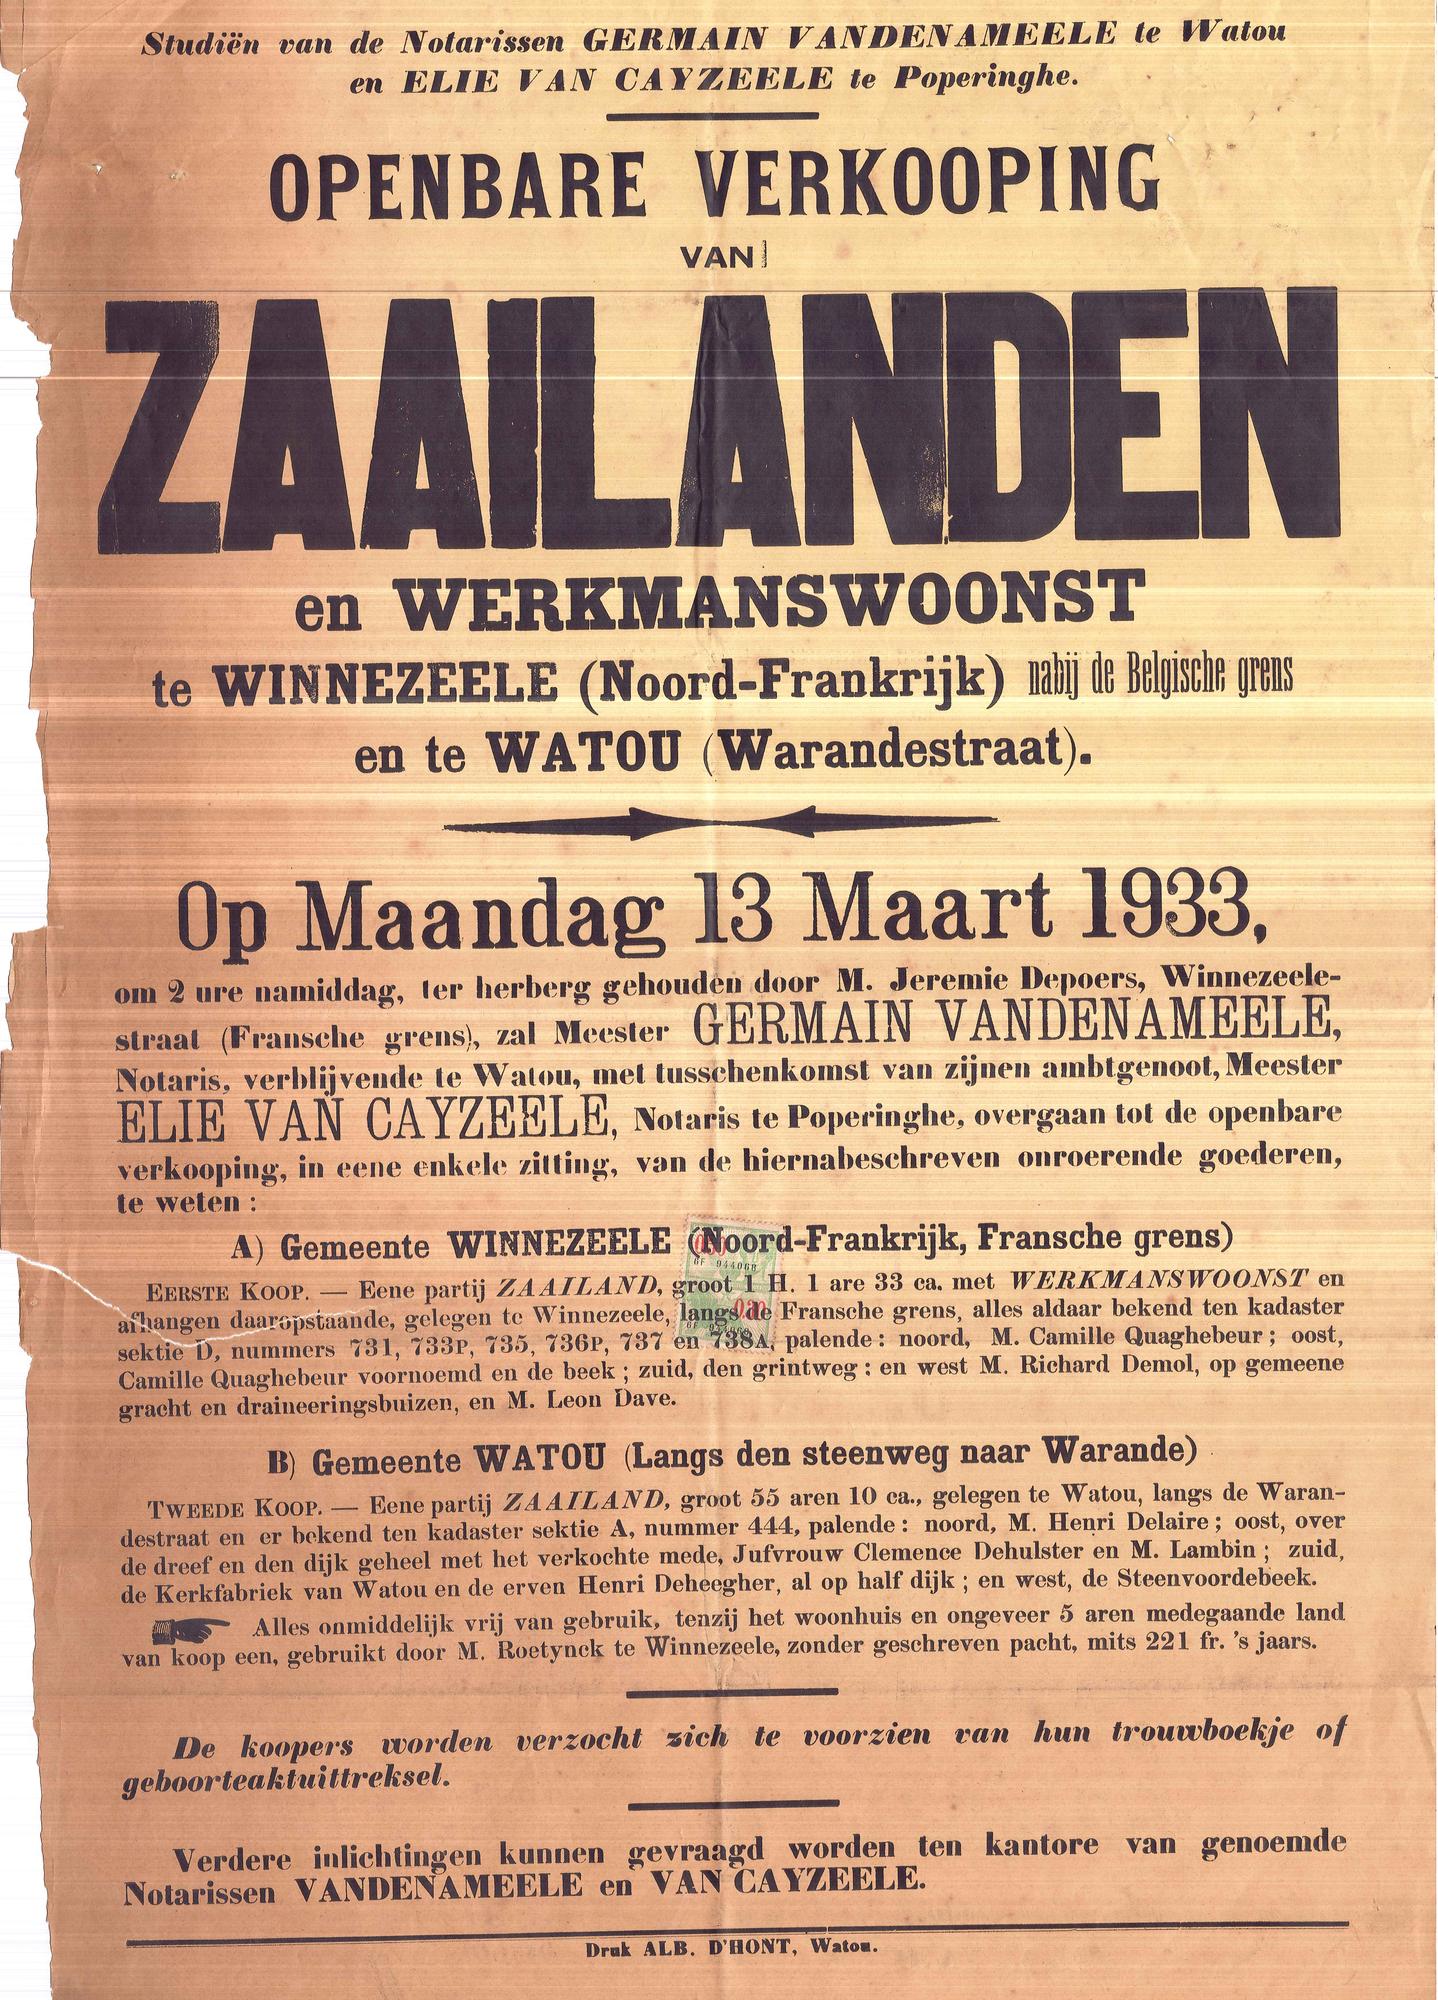 Studiën van de Notarissen GERMAIN VANDENAMEELE te Watou
en ELIE VAN CAYZEELE te Poperinghe.
OPENBARE VERKOOPING
VAN
ZAAILANDEN
en WERKMANSWOONST
te WINNEZEELE (Noord-Frankrijk) nabij de Belgische grens
en te WATOU (Warandestraat).
Op Maandag 13 Maart 1933,
om 2 ure namiddag, ter herberg gehouden door M. Jeremie Depoers, Winnezeele-
straat (Fransche grens), zal Meester GERMAIN VANDENAMEELE,
Notaris, verblijvende te Watou, met tusschenkomst van zijnen ambtgenoot, Meester
ELIE VAN CAYZEELE, Notaris te Poperinghe, overgaan tot de openbare
verkooping, in eene enkele zitting, van de hiernabeschreven onroerende goederen,
te weten :
A) Gemeente WINNEZEELE (Noord-Frankrijk, Fransche grens)
EERSTE KOOP. — Eene partij ZAAILAND, groot 1 H. 1 are 33 ca. met WERKMANSWOONST en
afhangen daaropstaande, gelegen te Winnezeele, langs de Fransche grens, alles aldaar bekend ten kadaster
sektie D, nummers 731, 733P, 735, 736P, 737 en 738A, palende : noord, M. Camille Quaghebeur ; oost,
Camille Quaghebeur voornoemd en de beek ; zuid, den grintweg ; en west M. Richard Demol, op gemeene
gracht en draineeringsbuizen, en M. Leon Dave.
B) Gemeente WATOU (Langs den steenweg naar Warande)
TWEEDE KOOP. — Eene partij ZAAILAND, groot 55 aren 10 ca., gelegen te Watou, langs de Waran-
destraat en er bekend ten kadaster sektie A, nummer 444, palende : noord, M. Henri Delaire ; oost, over
de dreef en den dijk geheel met het verkochte mede, Jufvrouw Clemence Dehulster en M. Lambin ; zuid,
de Kerkfabriek van Watou en de erven Henri Deheegher, al op half dijk ; en west, de Steenvoordebeek.
Alles onmiddelijk vrij van gebruik, tenzij het woonhuis en ongeveer 5 aren medegaande land
van koop een, gebruikt door M. Roetynck te Winnezeele, zonder geschreven pacht, mits 221 fr. 's jaars.
De koopers worden verzocht zich te voorzien van hun trouwboekje of
geboorteaktuittreksel.
Verdere inlichtingen kunnen gevraagd worden ten kantore van genoemde
Notarissen VANDENAMEELE en VAN CAYZEELE.
Druk ALB. D'HONT, Watou.